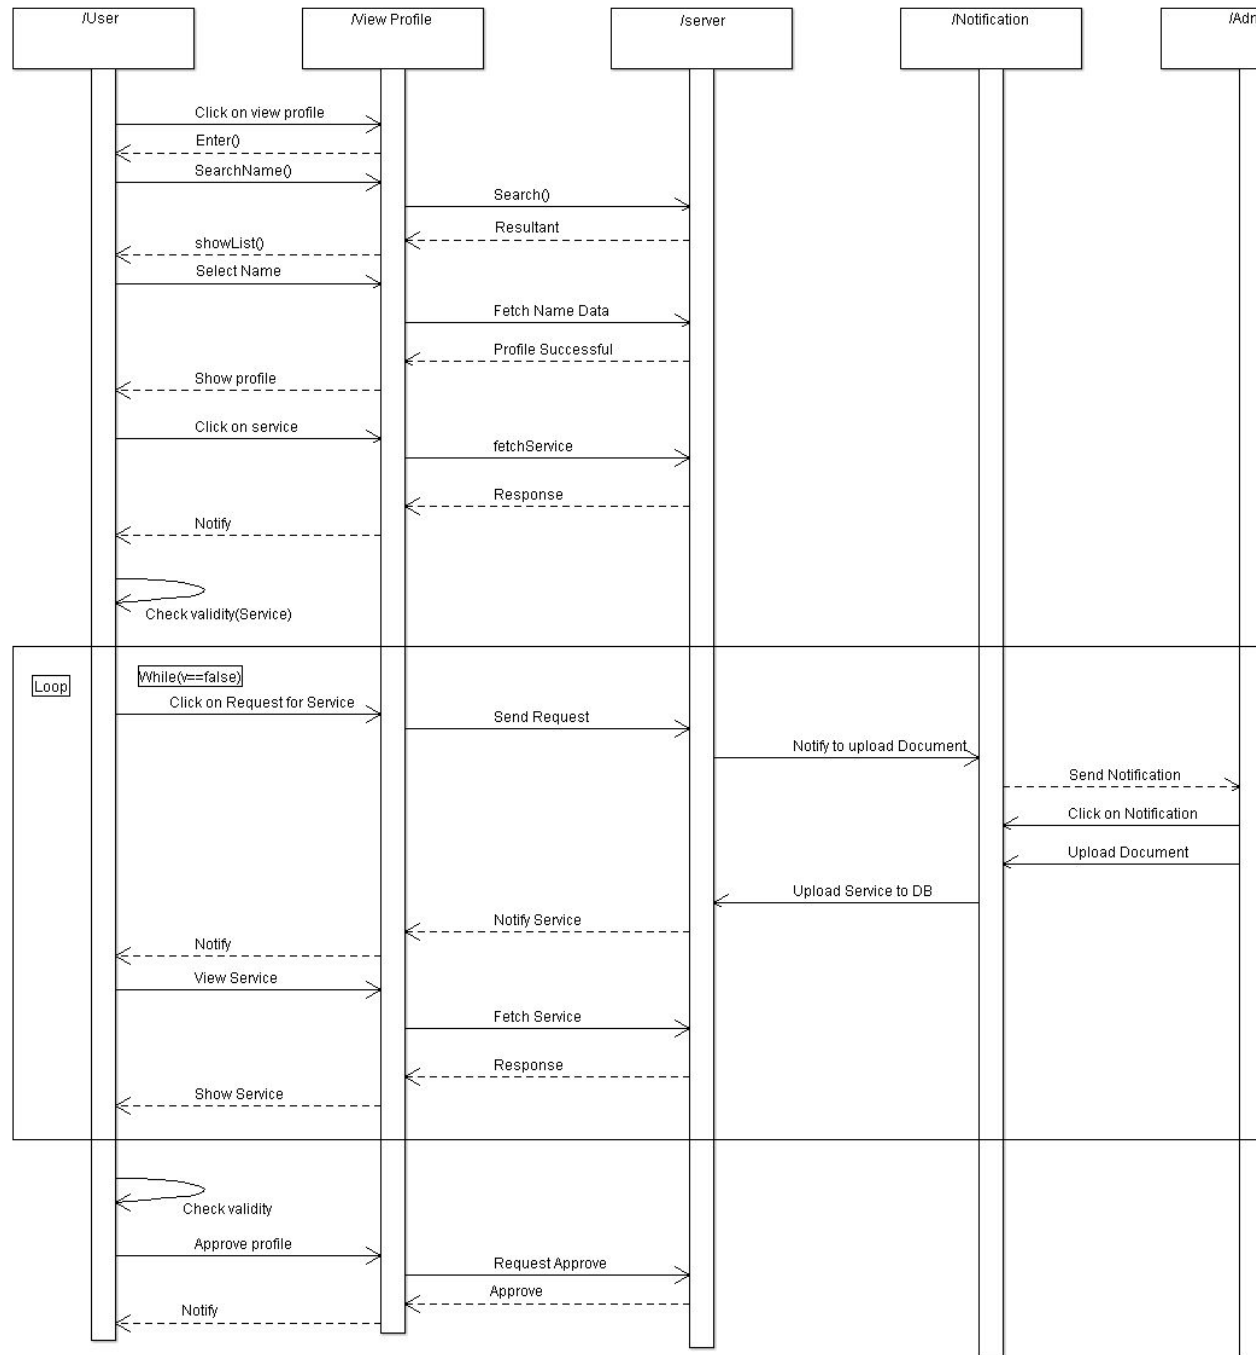 /User
/View Profile
/server
/Notification
Click on view profile
Enter()
SearchName()
Search()
Resultant
showList()
Select Name
Fetch Name Data
Profile Successful
Show profile
Click on service
fetchService
Response
Notify
Check validity(Service)
Loop
While(v==false)
Click on Request for Service
Send Request
Notify to upload Document
Send Notification
Click on Notification
Upload Document
Upload Service to DB
Notify Service
Notify
View Service
Fetch Service
Response
Show Service
Check validity
Approve profile
Request Approve
Approve
Notify